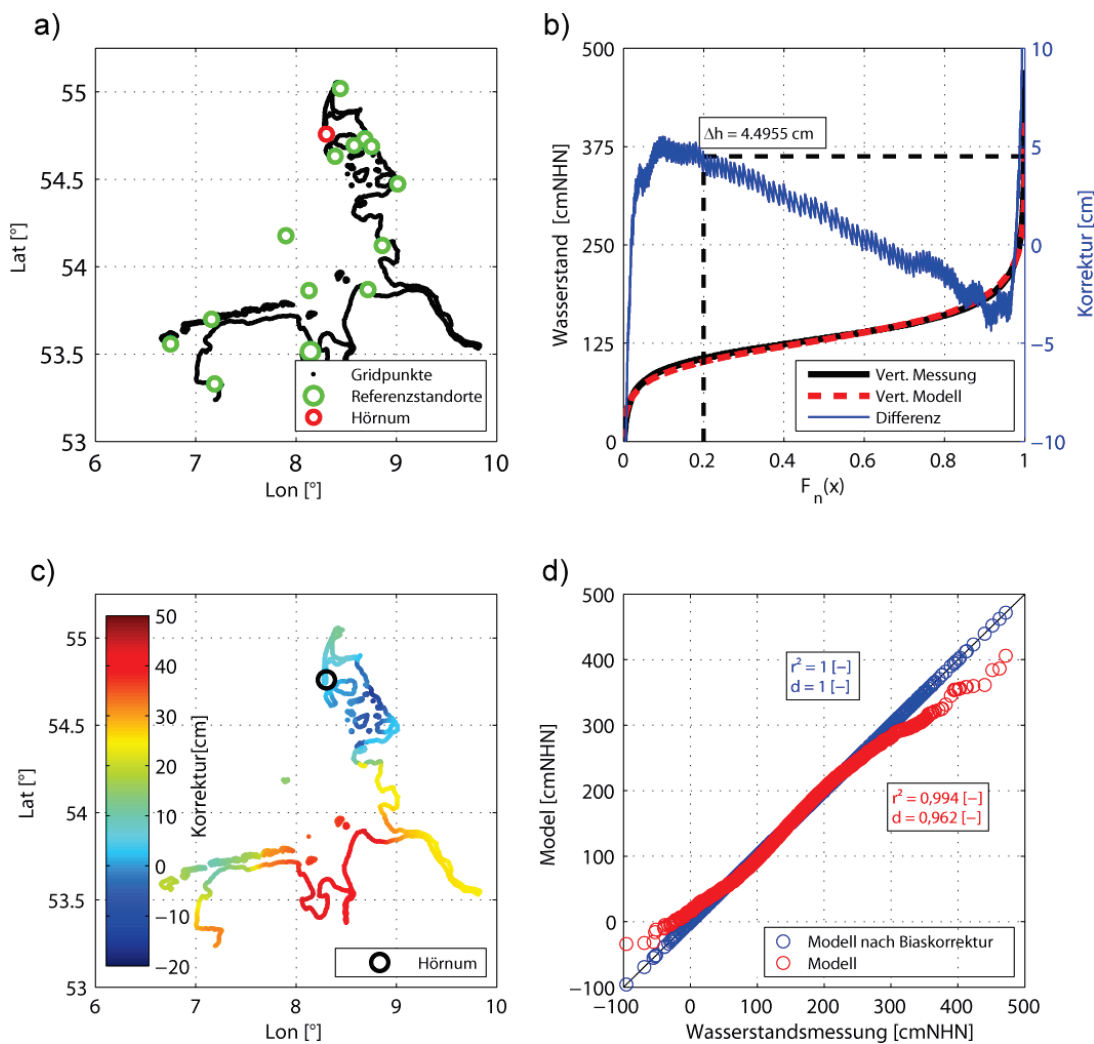 a)
55
54.5
54
53.5
53
6
7
8
9
10
Lat [°]
Lon [°]
Gridpunkte
Referenzstandorte
Hörnum
b)
500
375
250
125
0
0
0.2
0.4
0.6
0.8
1
10
5
0
−5
−10
Wasserstand [cmNHN]
Korrektur [cm]
F_n(x)
Δh = 4.4955 cm
Vert. Messung
Vert. Modell
Differenz
c)
55
54.5
54
53.5
53
6
7
8
9
10
Lat [°]
Lon [°]
50
40
30
20
10
0
−10
−20
Korrektur[cm]
Hörnum
d)
500
400
300
200
100
0
−100
−100
0
100
200
300
400
500
Model [cmNHN]
Wasserstandsmessung [cmNHN]
r² = 1 [−]
d = 1 [−]
r² = 0,994 [−]
d = 0,962 [−]
Modell nach Biaskorrektur
Modell